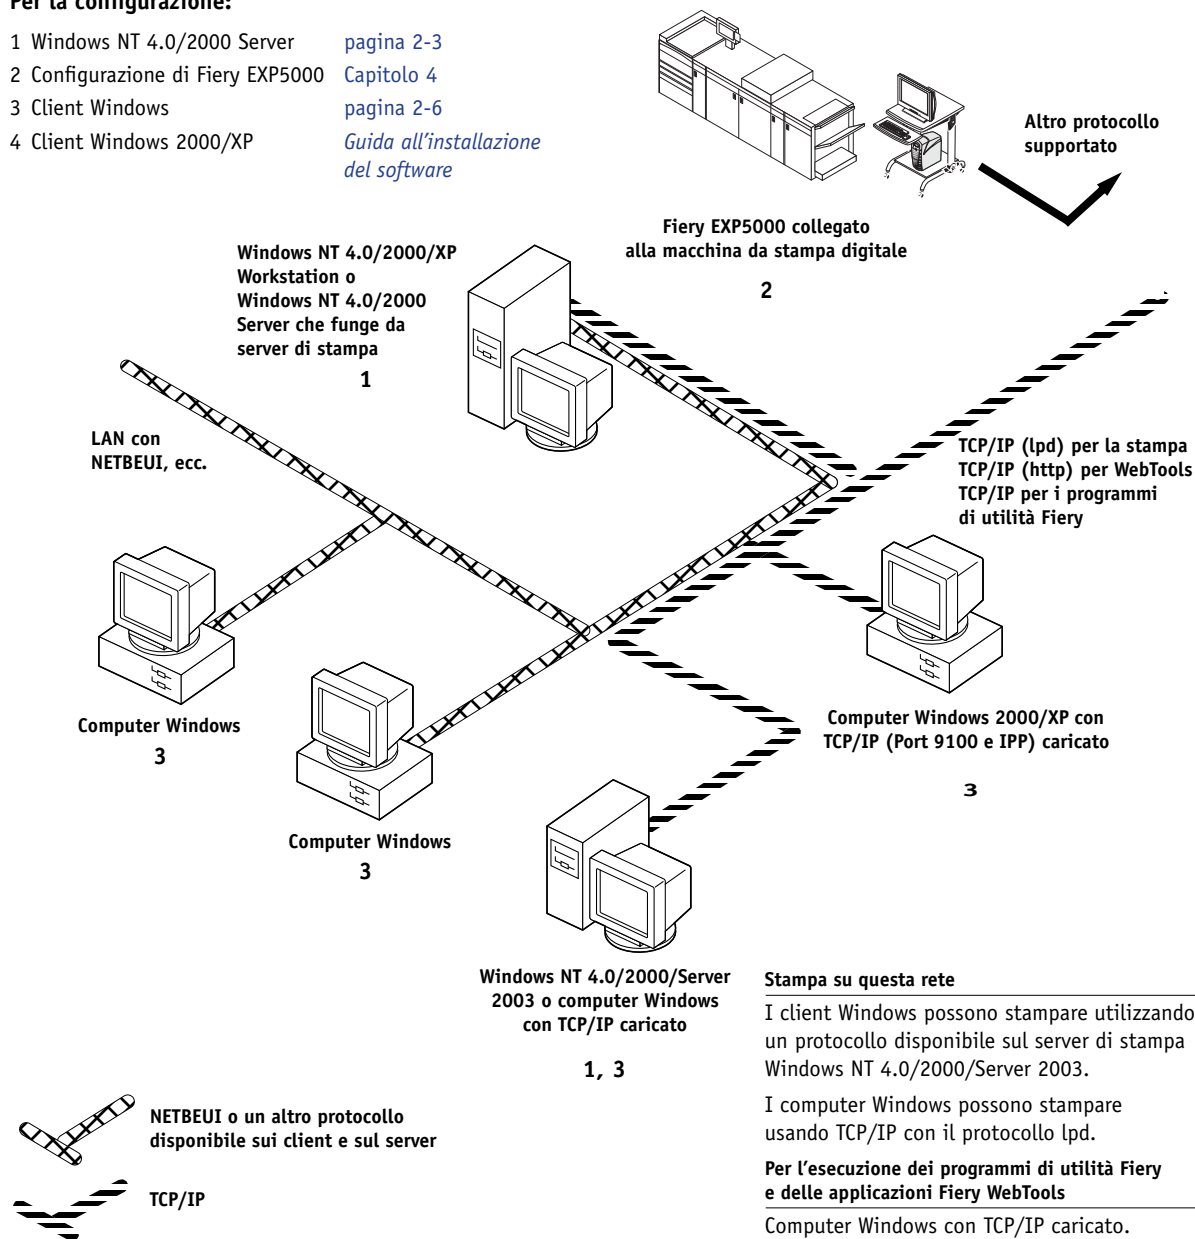 Per la configurazione:
1 Windows NT 4.0/2000 Server pagina 2-3
2 Configurazione di Fiery EXP5000 Capitolo 4
3 Client Windows pagina 2-6
4 Client Windows 2000/XP Guida all'installazione
del software
Altro protocollo
supportato
Fiery EXP5000 collegato
alla macchina da stampa digitale
2
Windows NT 4.0/2000/XP
Workstation o
Windows NT 4.0/2000
Server che funge da
server di stampa
1
LAN con
NETBEUI, ecc.
TCP/IP (lpd) per la stampa
TCP/IP (http) per WebTools
TCP/IP per i programmi
di utilità Fiery
Computer Windows
3
Computer Windows 2000/XP con
TCP/IP (Port 9100 e IPP) caricato
3
Computer Windows
3
Windows NT 4.0/2000/Server
2003 o computer Windows
con TCP/IP caricato
1, 3
Stampa su questa rete
I client Windows possono stampare utilizzando
un protocollo disponibile sul server di stampa
Windows NT 4.0/2000/Server 2003.
I computer Windows possono stampare
usando TCP/IP con il protocollo lpd.
Per l'esecuzione dei programmi di utilità Fiery
e delle applicazioni Fiery WebTools
Computer Windows con TCP/IP caricato.
NETBEUI o un altro protocollo
disponibile sui client e sul server
TCP/IP